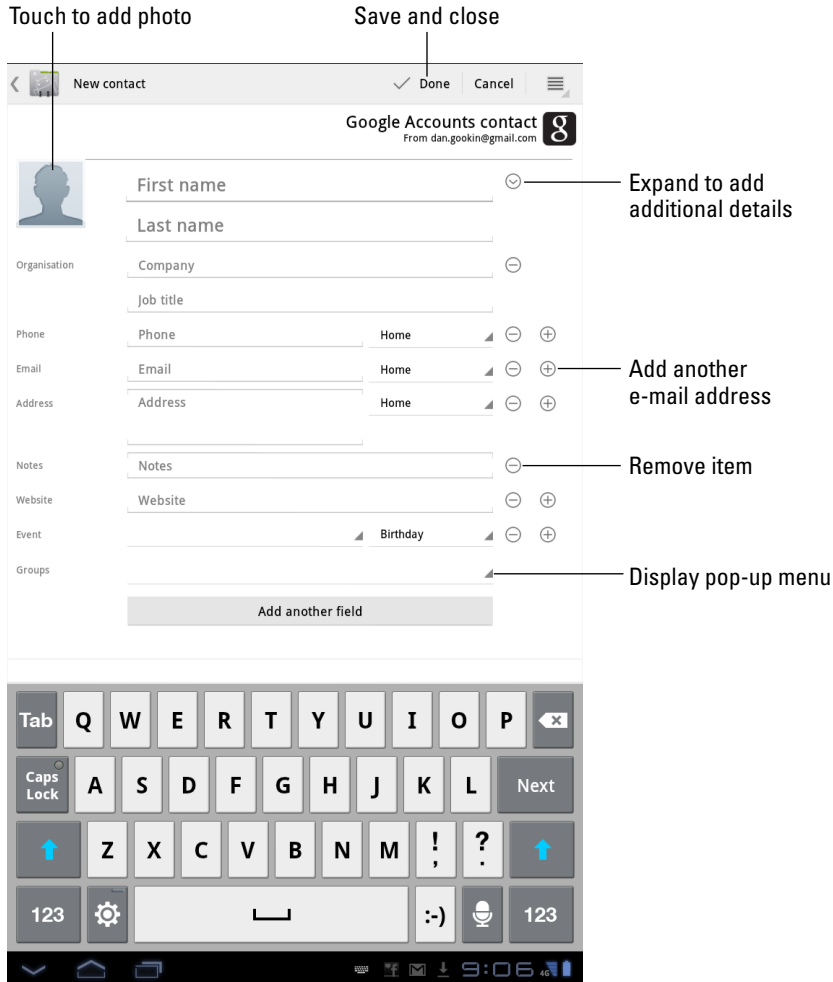 Touch to add photo
Save and close
New contact
Done
Cancel
Google Accounts contact
From dan.gookin@gmail.com
g
First name
Expand to add
additional details
Last name
Organisation
Company
Job title
Phone
Phone
Home
Email
Email
Home
Add another
e-mail address
Address
Address
Home
Notes
Notes
Remove item
Website
Website
Event
Birthday
Groups
Display pop-up menu
Add another field
Tab Q W E R T Y U I O P
Caps
Lock
A S D F G H J K L Next
Z X C V B N M ! , ? .
123 :-) 123
9:06 4G